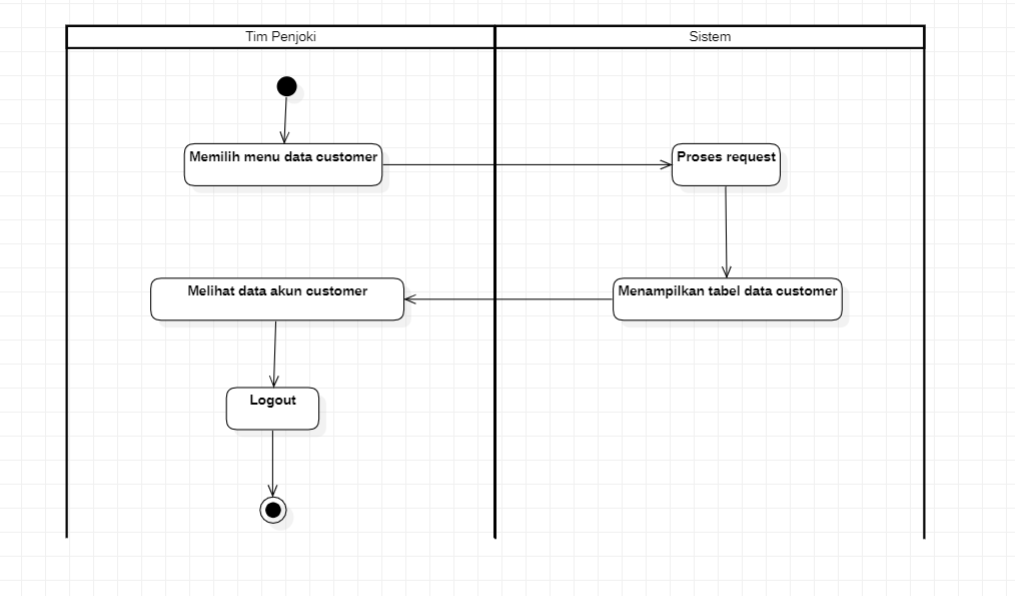 Tim Penjoki
Sistem
Memilih menu data customer
Proses request
Melihat data akun customer
Menampilkan tabel data customer
Logout